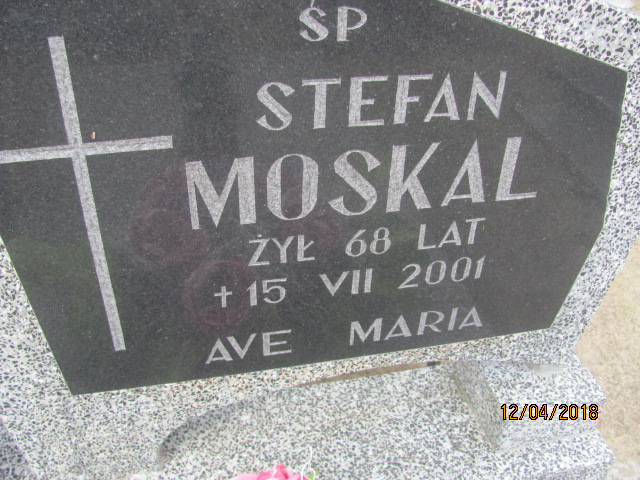 ŚP
STEFAN
MOSKAL
ŻYŁ 68 LAT
+ 15 VII 2001
AVE MARIA
12/04/2018